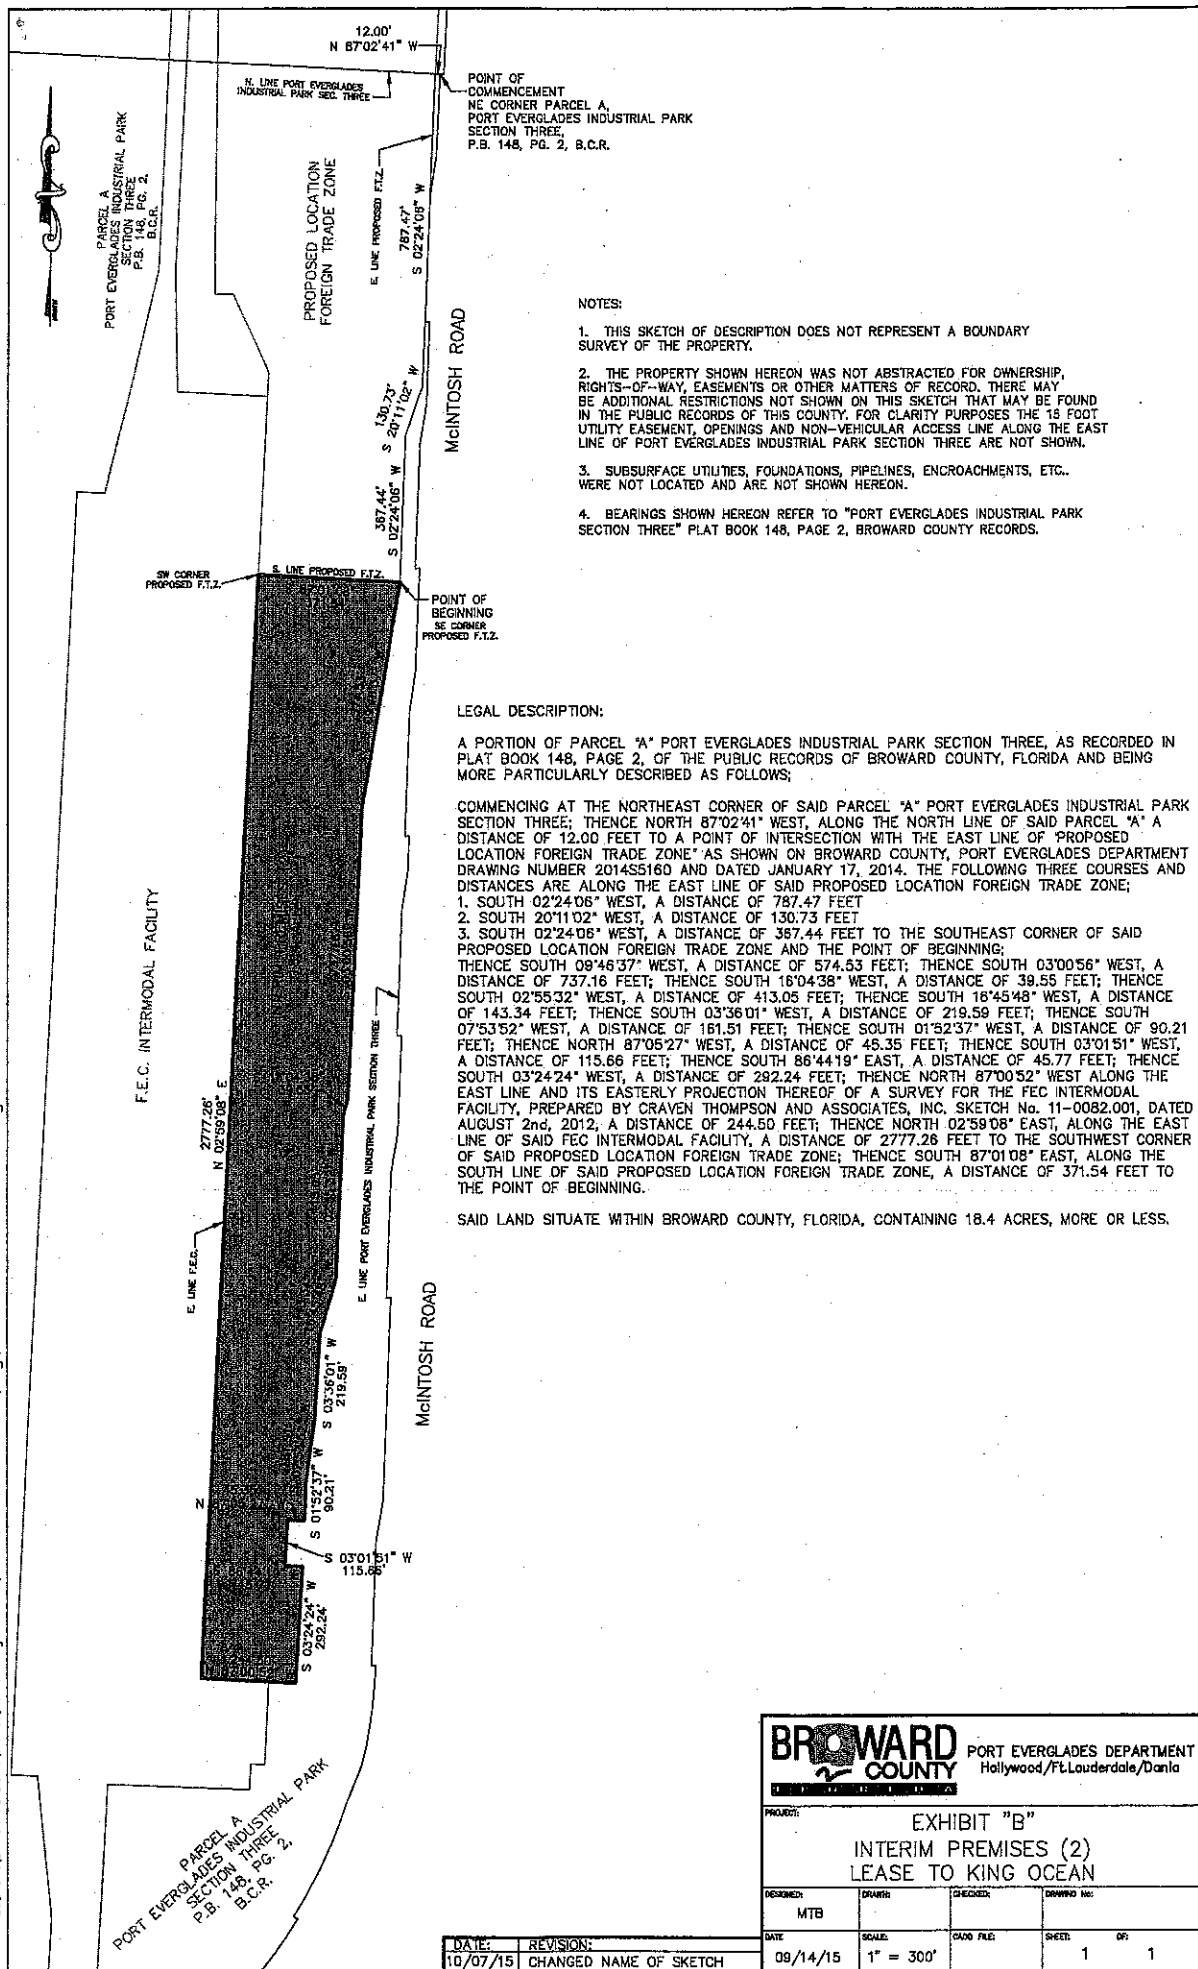 12.00'
N 87°02'41" W
N. LINE PORT EVERGLADES
INDUSTRIAL PARK SEC. THREE
POINT OF
COMMENCEMENT
NE CORNER PARCEL A,
PORT EVERGLADES INDUSTRIAL PARK
SECTION THREE,
P.B. 148, PG. 2, B.C.R.
PARCEL A
PORT EVERGLADES INDUSTRIAL PARK
SECTION THREE
P.B. 148, PG. 2,
B.C.R.
PROPOSED LOCATION
FOREIGN TRADE ZONE
E. LINE PROPOSED F.T.Z.
787.47'
S 02°24'06" W
McINTOSH ROAD
130.73'
S 20°11'02" W
367.44'
S 02°24'06" W
NOTES:
1. THIS SKETCH OF DESCRIPTION DOES NOT REPRESENT A BOUNDARY
SURVEY OF THE PROPERTY.
2. THE PROPERTY SHOWN HEREON WAS NOT ABSTRACTED FOR OWNERSHIP,
RIGHTS-OF-WAY, EASEMENTS OR OTHER MATTERS OF RECORD. THERE MAY
BE ADDITIONAL RESTRICTIONS NOT SHOWN ON THIS SKETCH THAT MAY BE FOUND
IN THE PUBLIC RECORDS OF THIS COUNTY. FOR CLARITY PURPOSES THE 15 FOOT
UTILITY EASEMENT, OPENINGS AND NON-VEHICULAR ACCESS LINE ALONG THE EAST
LINE OF PORT EVERGLADES INDUSTRIAL PARK SECTION THREE ARE NOT SHOWN.
3. SUBSURFACE UTILITIES, FOUNDATIONS, PIPELINES, ENCROACHMENTS, ETC..
WERE NOT LOCATED AND ARE NOT SHOWN HEREON.
4. BEARINGS SHOWN HEREON REFER TO "PORT EVERGLADES INDUSTRIAL PARK
SECTION THREE" PLAT BOOK 148, PAGE 2, BROWARD COUNTY RECORDS.
SW CORNER
PROPOSED F.T.Z.
S. LINE PROPOSED F.T.Z.
POINT OF
BEGINNING
SE CORNER
PROPOSED F.T.Z.
LEGAL DESCRIPTION:
A PORTION OF PARCEL "A" PORT EVERGLADES INDUSTRIAL PARK SECTION THREE, AS RECORDED IN
PLAT BOOK 148, PAGE 2, OF THE PUBLIC RECORDS OF BROWARD COUNTY, FLORIDA AND BEING
MORE PARTICULARLY DESCRIBED AS FOLLOWS;
COMMENCING AT THE NORTHEAST CORNER OF SAID PARCEL "A" PORT EVERGLADES INDUSTRIAL PARK
SECTION THREE; THENCE NORTH 87°02'41" WEST, ALONG THE NORTH LINE OF SAID PARCEL "A" A
DISTANCE OF 12.00 FEET TO A POINT OF INTERSECTION WITH THE EAST LINE OF "PROPOSED
LOCATION FOREIGN TRADE ZONE" AS SHOWN ON BROWARD COUNTY, PORT EVERGLADES DEPARTMENT
DRAWING NUMBER 2014S5160 AND DATED JANUARY 17, 2014. THE FOLLOWING THREE COURSES AND
DISTANCES ARE ALONG THE EAST LINE OF SAID PROPOSED LOCATION FOREIGN TRADE ZONE;
1. SOUTH 02°24'06" WEST, A DISTANCE OF 787.47 FEET
2. SOUTH 20°11'02" WEST, A DISTANCE OF 130.73 FEET
3. SOUTH 02°24'06" WEST, A DISTANCE OF 367.44 FEET TO THE SOUTHEAST CORNER OF SAID
PROPOSED LOCATION FOREIGN TRADE ZONE AND THE POINT OF BEGINNING;
THENCE SOUTH 09°46'37" WEST, A DISTANCE OF 574.53 FEET; THENCE SOUTH 03°00'56" WEST, A
DISTANCE OF 737.16 FEET; THENCE SOUTH 16°04'38" WEST, A DISTANCE OF 39.55 FEET; THENCE
SOUTH 02°55'32" WEST, A DISTANCE OF 413.05 FEET; THENCE SOUTH 16°45'48" WEST, A DISTANCE
OF 143.34 FEET; THENCE SOUTH 03°36'01" WEST, A DISTANCE OF 219.59 FEET; THENCE SOUTH
07°53'52" WEST, A DISTANCE OF 161.51 FEET; THENCE SOUTH 01°52'37" WEST, A DISTANCE OF 90.21
FEET; THENCE NORTH 87°05'27" WEST, A DISTANCE OF 45.35 FEET; THENCE SOUTH 03°01'51" WEST,
A DISTANCE OF 115.66 FEET; THENCE SOUTH 86°44'19" EAST, A DISTANCE OF 45.77 FEET; THENCE
SOUTH 03°24'24" WEST, A DISTANCE OF 292.24 FEET; THENCE NORTH 87°00'52" WEST ALONG THE
EAST LINE AND ITS EASTERLY PROJECTION THEREOF OF A SURVEY FOR THE FEC INTERMODAL
FACILITY, PREPARED BY CRAVEN THOMPSON AND ASSOCIATES, INC. SKETCH No. 11-0082.001, DATED
AUGUST 2nd, 2012, A DISTANCE OF 244.50 FEET; THENCE NORTH 02°59'08" EAST, ALONG THE EAST
LINE OF SAID FEC INTERMODAL FACILITY, A DISTANCE OF 2777.26 FEET TO THE SOUTHWEST CORNER
OF SAID PROPOSED LOCATION FOREIGN TRADE ZONE; THENCE SOUTH 87°01'08" EAST, ALONG THE
SOUTH LINE OF SAID PROPOSED LOCATION FOREIGN TRADE ZONE, A DISTANCE OF 371.54 FEET TO
THE POINT OF BEGINNING.
SAID LAND SITUATE WITHIN BROWARD COUNTY, FLORIDA, CONTAINING 18.4 ACRES, MORE OR LESS.
F.E.C. INTERMODAL FACILITY
2777.26'
N 02°59'08" E
E. LINE F.E.C.
E. LINE PORT EVERGLADES INDUSTRIAL PARK SECTION THREE
McINTOSH ROAD
S 03°36'01" W
219.59'
N
S 01°52'37" W
90.21'
S 03°01'51" W
115.66'
S 03°24'24" W
292.24'
PARCEL A
PORT EVERGLADES INDUSTRIAL PARK
SECTION THREE
P.B. 148, PG. 2,
B.C.R.
BROWARD
COUNTY
FLORIDA
PORT EVERGLADES DEPARTMENT
Hollywood/Ft.Lauderdale/Dania
PROJECT:
EXHIBIT "B"
INTERIM PREMISES (2)
LEASE TO KING OCEAN
DESIGNED: DRAWN: CHECKED: DRAWING No:
MTB
DATE SCALE: CADD FILE: SHEET: OF:
09/14/15 1" = 300' 1 1
DATE: REVISION:
10/07/15 CHANGED NAME OF SKETCH